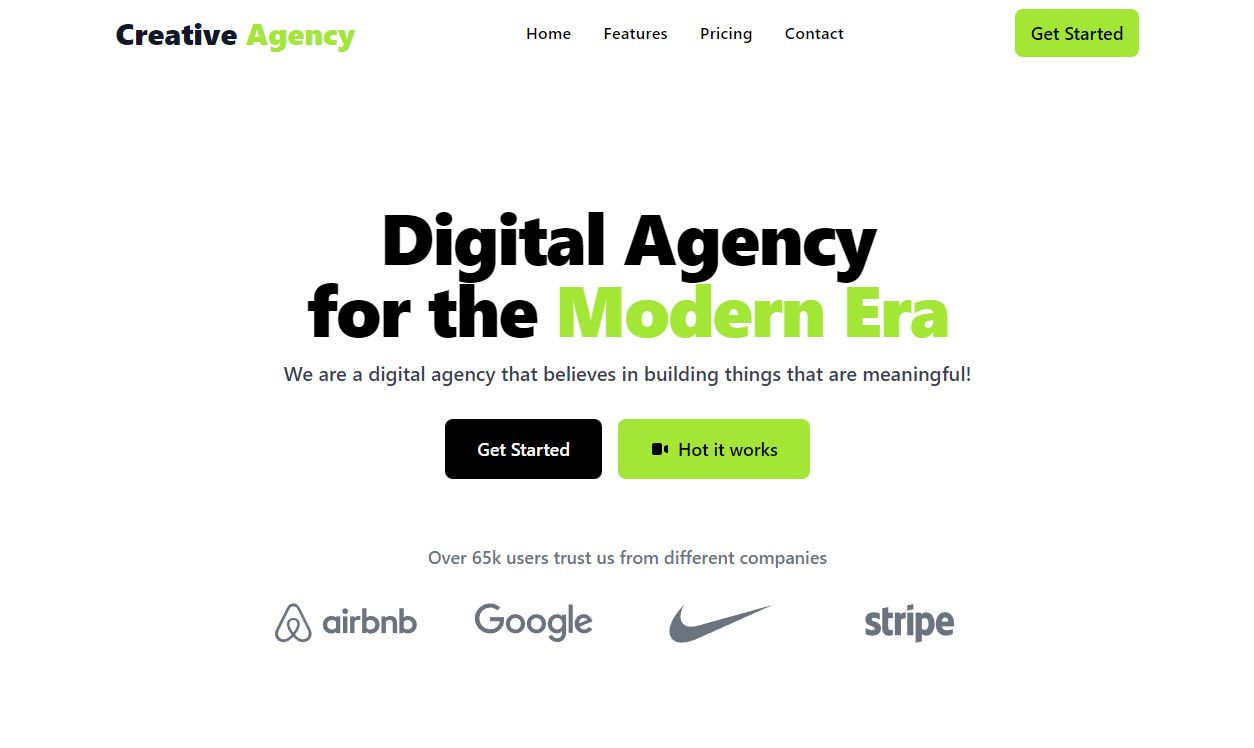 Creative Agency
Home Features Pricing Contact
Get Started
Digital Agency
for the Modern Era
We are a digital agency that believes in building things that are meaningful!
Get Started
Hot it works
Over 65k users trust us from different companies
airbnb Google stripe